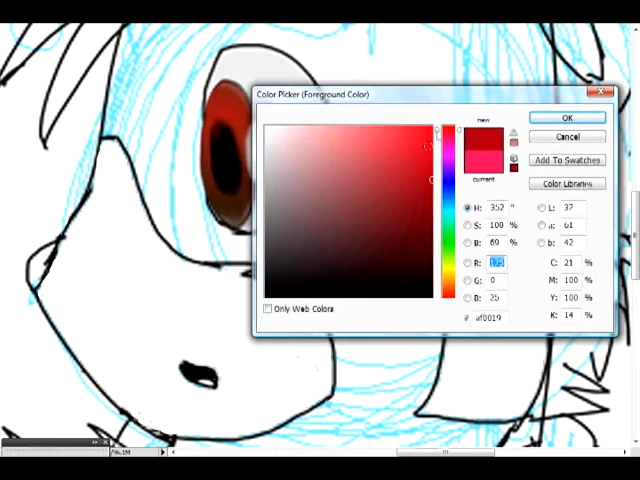 Color Picker (Foreground Color)
new
current
OK
Cancel
Add To Swatches
Color Libraries
H: 352 °
S: 100 %
B: 69 %
R: 175
G: 0
B: 25
# af0019
L: 37
a: 61
b: 42
C: 21 %
M: 100 %
Y: 100 %
K: 14 %
Only Web Colors